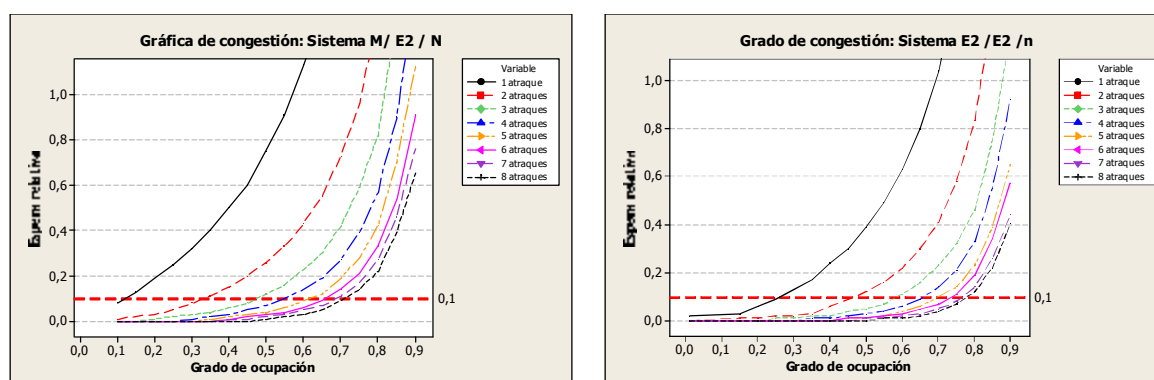 Gráfica de congestión: Sistema M/ E2 / N
1,0
0,8
0,6
0,4
0,2
0,0
Espera relativa
0,1
0,0 0,1 0,2 0,3 0,4 0,5 0,6 0,7 0,8 0,9
Grado de ocupación
Variable
1 atraque
2 atraques
3 atraques
4 atraques
5 atraques
6 atraques
7 atraques
8 atraques
Grado de congestión: Sistema E2 /E2 /n
1,0
0,8
0,6
0,4
0,2
0,0
Espera relativa
0,1
0,0 0,1 0,2 0,3 0,4 0,5 0,6 0,7 0,8 0,9
Grado de ocupación
Variable
1 atraque
2 atraques
3 atraques
4 atraques
5 atraques
6 atraques
7 atraques
8 atraques